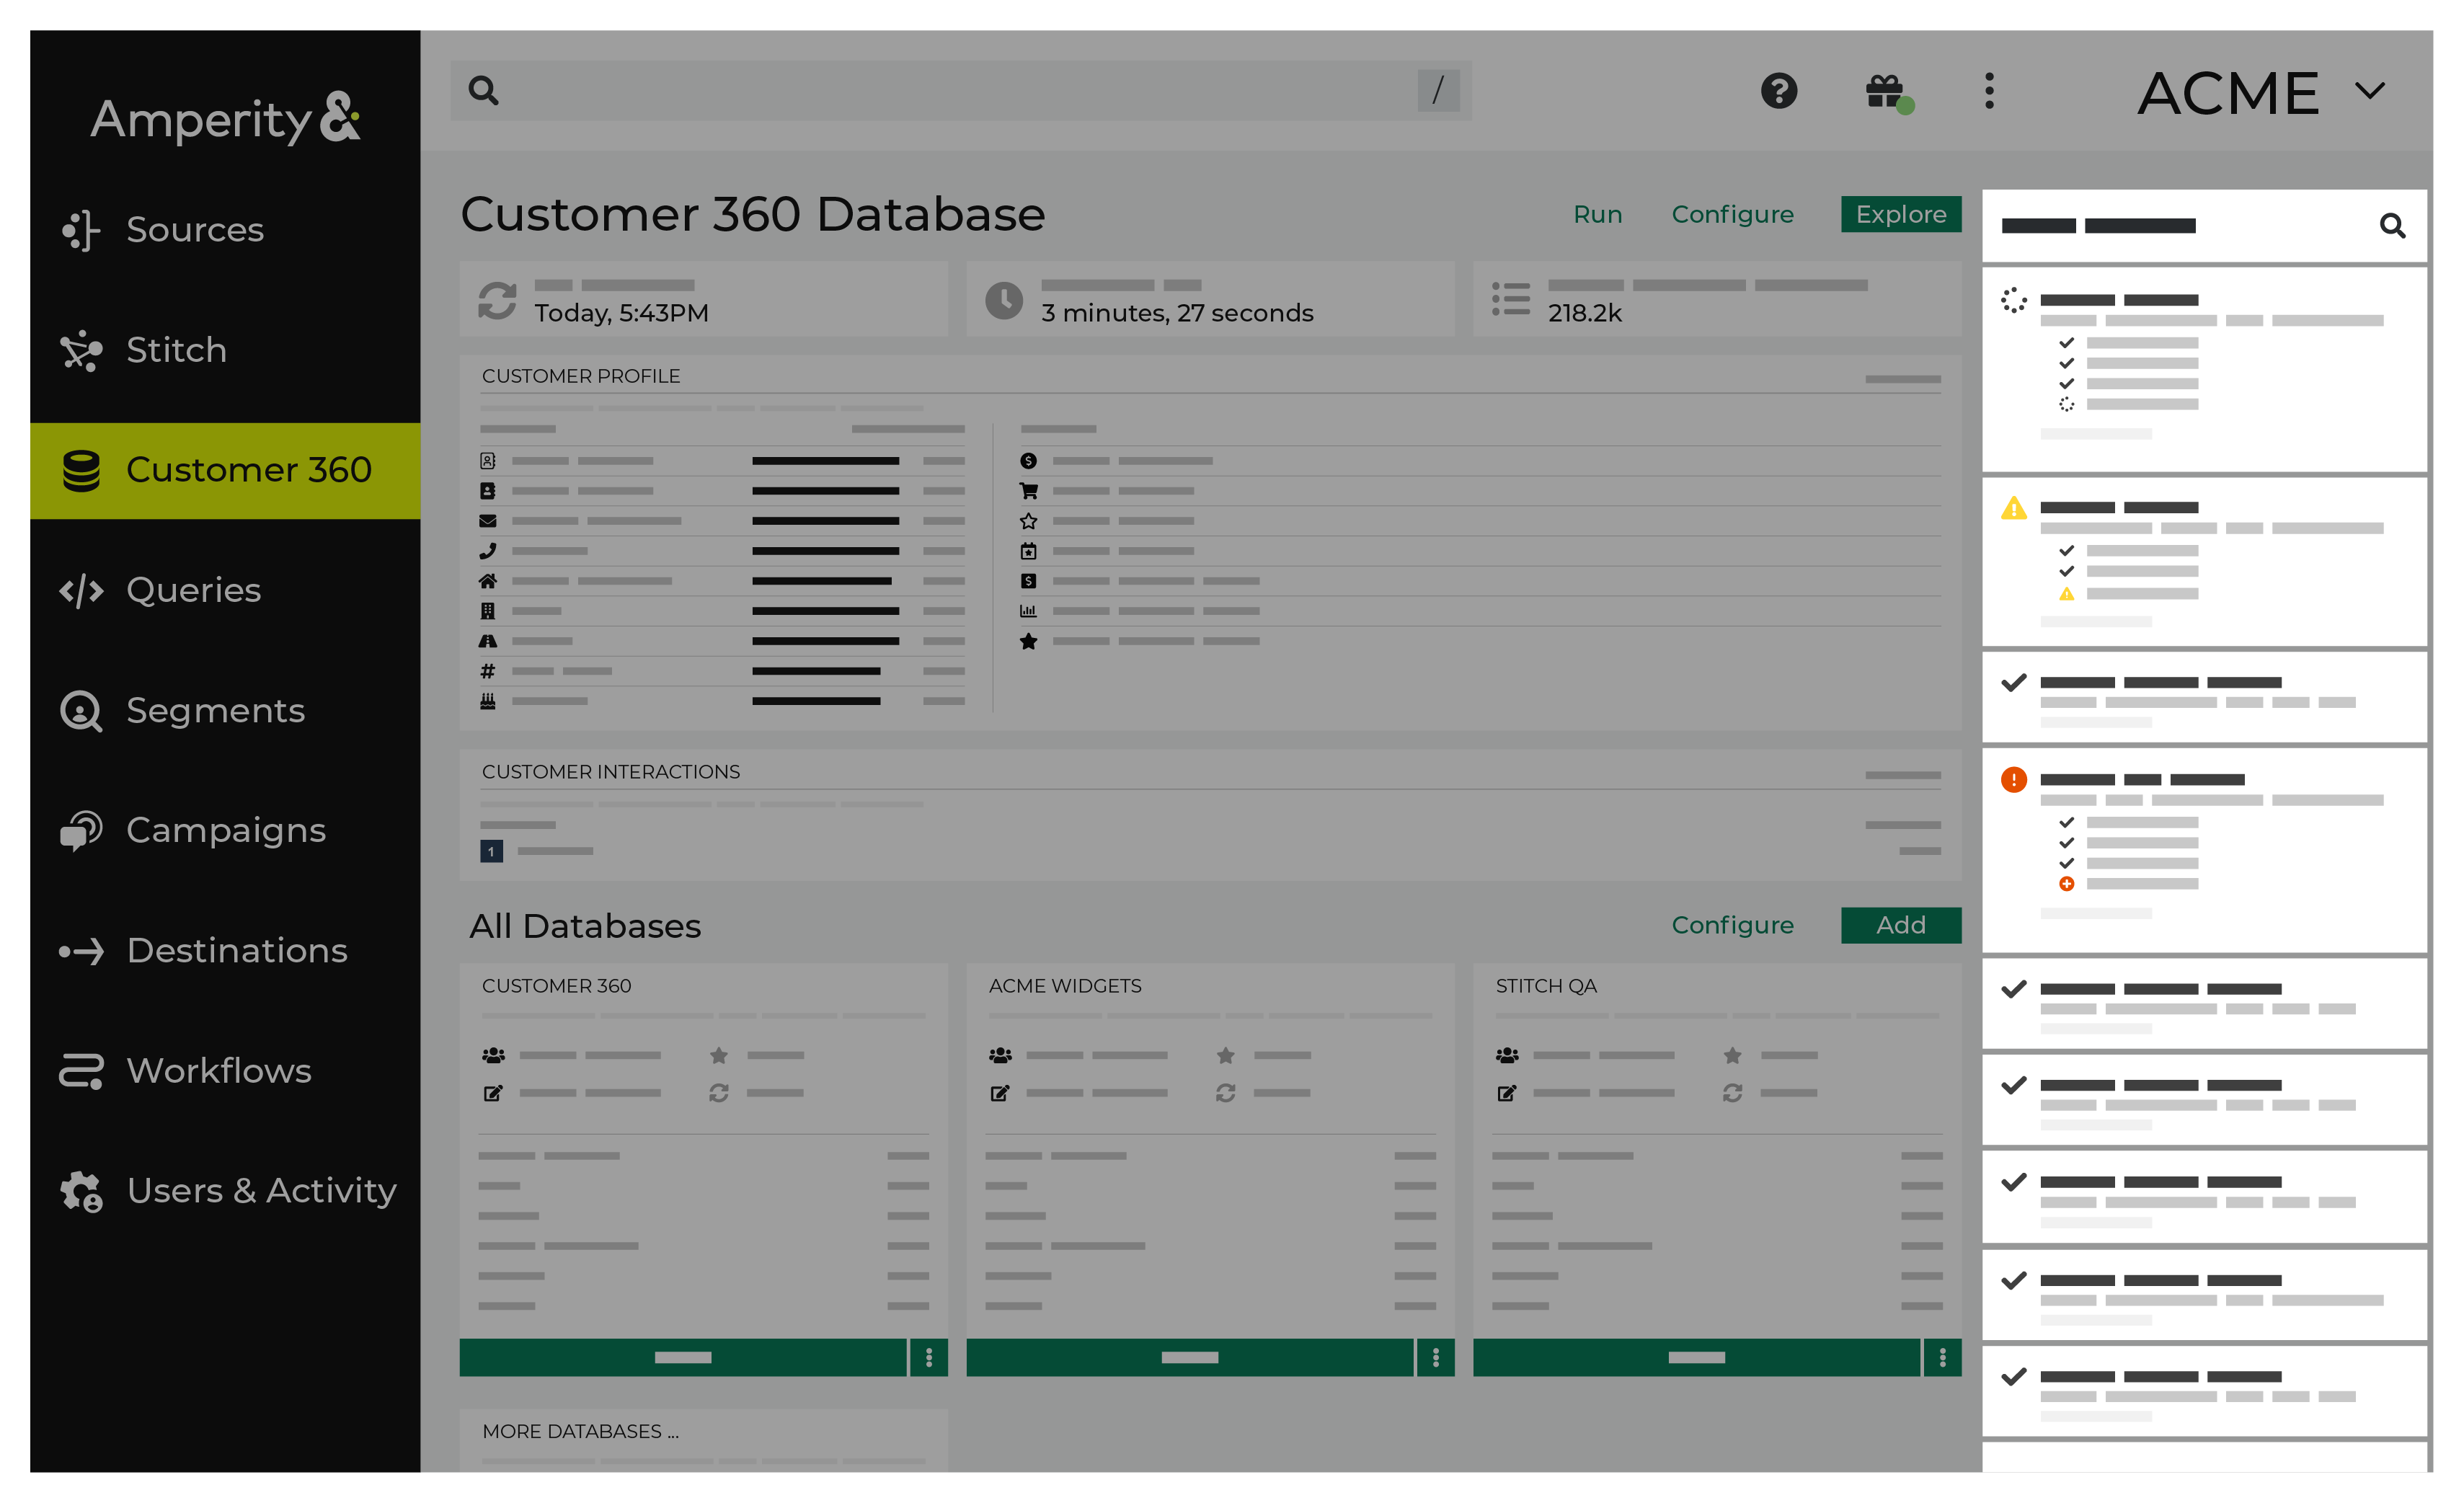 Amperity&
/
ACME
Sources
Stitch
Customer 360
Queries
Segments
Campaigns
Destinations
Workflows
Users & Activity
Customer 360 Database
Run
Configure
Explore
Today, 5:43PM
3 minutes, 27 seconds
218.2k
CUSTOMER PROFILE
CUSTOMER INTERACTIONS
1
All Databases
Configure
Add
CUSTOMER 360
ACME WIDGETS
STITCH QA
MORE DATABASES ...